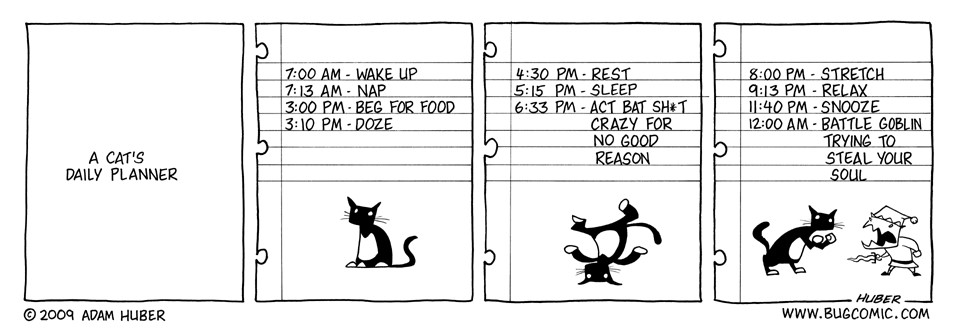 A CAT'S
DAILY PLANNER
7:00 AM - WAKE UP
7:13 AM - NAP
3:00 PM - BEG FOR FOOD
3:10 PM - DOZE
4:30 PM - REST
5:15 PM - SLEEP
6:33 PM - ACT BAT SH*T
CRAZY FOR
NO GOOD
REASON
8:00 PM - STRETCH
9:13 PM - RELAX
11:40 PM - SNOOZE
12:00 AM - BATTLE GOBLIN
TRYING TO
STEAL YOUR
SOUL
HUBER
© 2009 ADAM HUBER
WWW.BUGCOMIC.COM